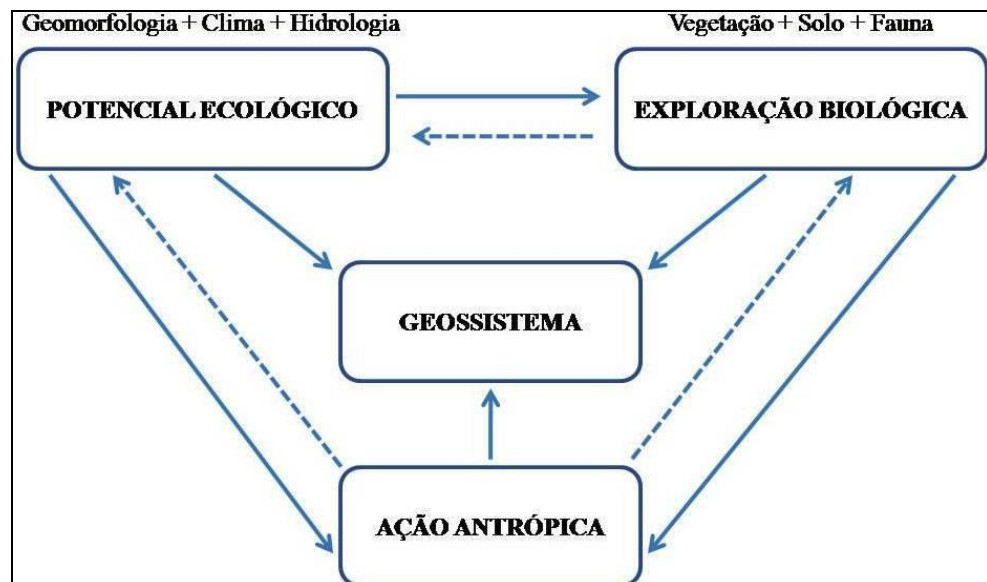 Geomorfologia + Clima + Hidrologia
Vegetação + Solo + Fauna
POTENCIAL ECOLÓGICO
EXPLORAÇÃO BIOLÓGICA
GEOSSISTEMA
AÇÃO ANTRÓPICA